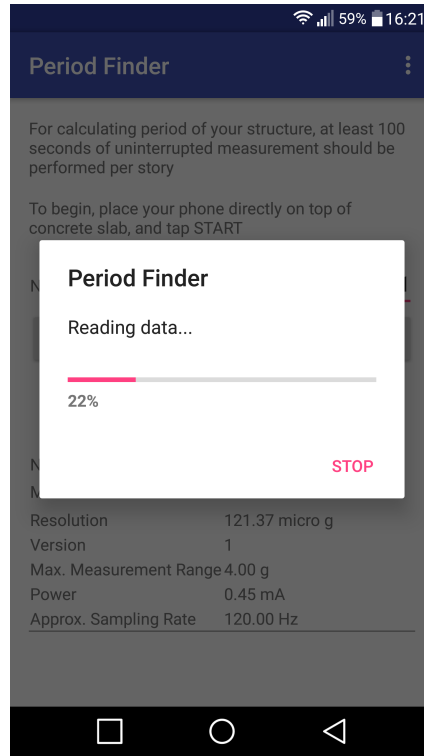 59% 16:21
Period Finder
For calculating period of your structure, at least 100
seconds of uninterrupted measurement should be
performed per story
To begin, place your phone directly on top of
concrete slab, and tap START
N
Period Finder
Reading data...
22%
STOP
N
M
Resolution 121.37 micro g
Version 1
Max. Measurement Range 4.00 g
Power 0.45 mA
Approx. Sampling Rate 120.00 Hz